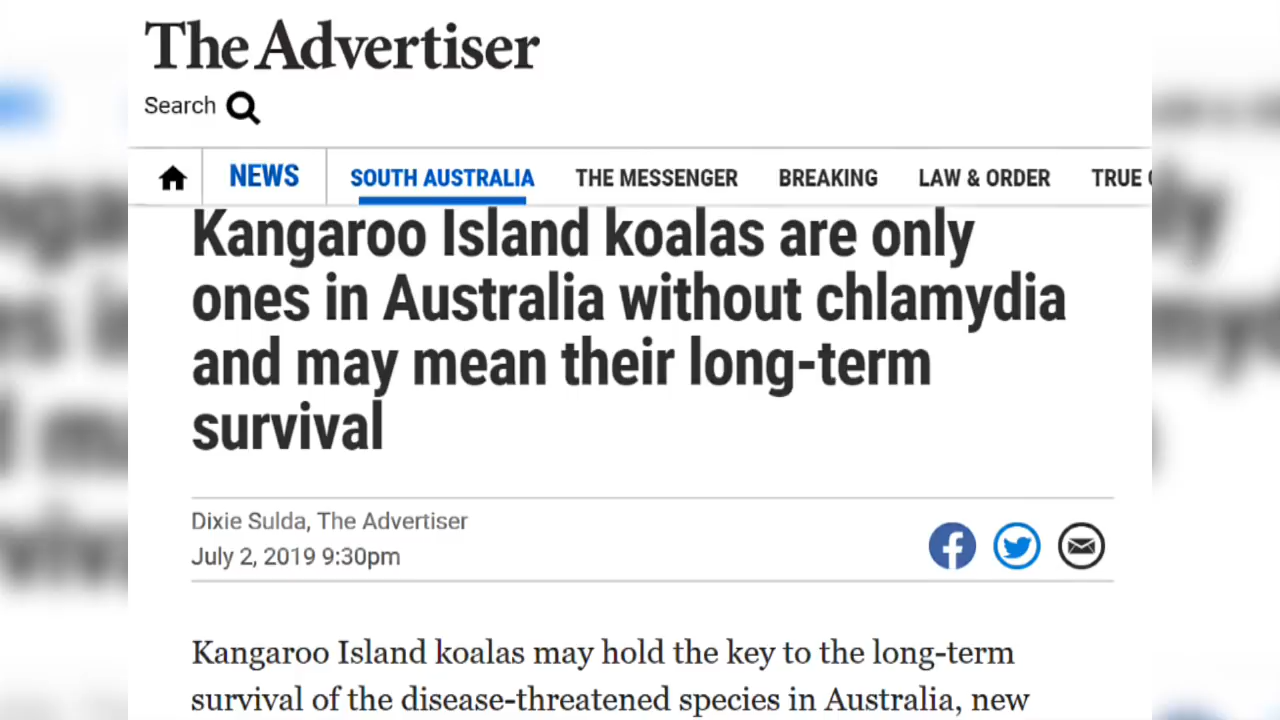 The Advertiser
Search
NEWS
SOUTH AUSTRALIA
THE MESSENGER
BREAKING
LAW & ORDER
TRUE
Kangaroo Island koalas are only
ones in Australia without chlamydia
and may mean their long-term
survival
Dixie Sulda, The Advertiser
July 2, 2019 9:30pm
Kangaroo Island koalas may hold the key to the long-term
survival of the disease-threatened species in Australia, new